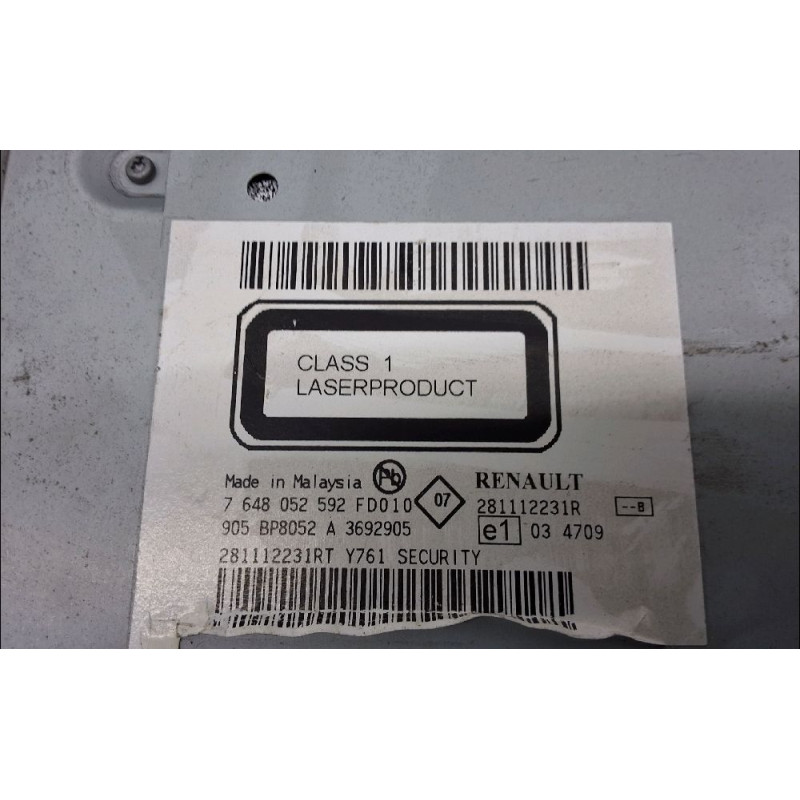 CLASS 1
LASERPRODUCT
Made in Malaysia Pb RENAULT
7 648 052 592 FD010 07 281112231R --B
905 BP8052 A 3692905 e1 03 4709
281112231RT Y761 SECURITY